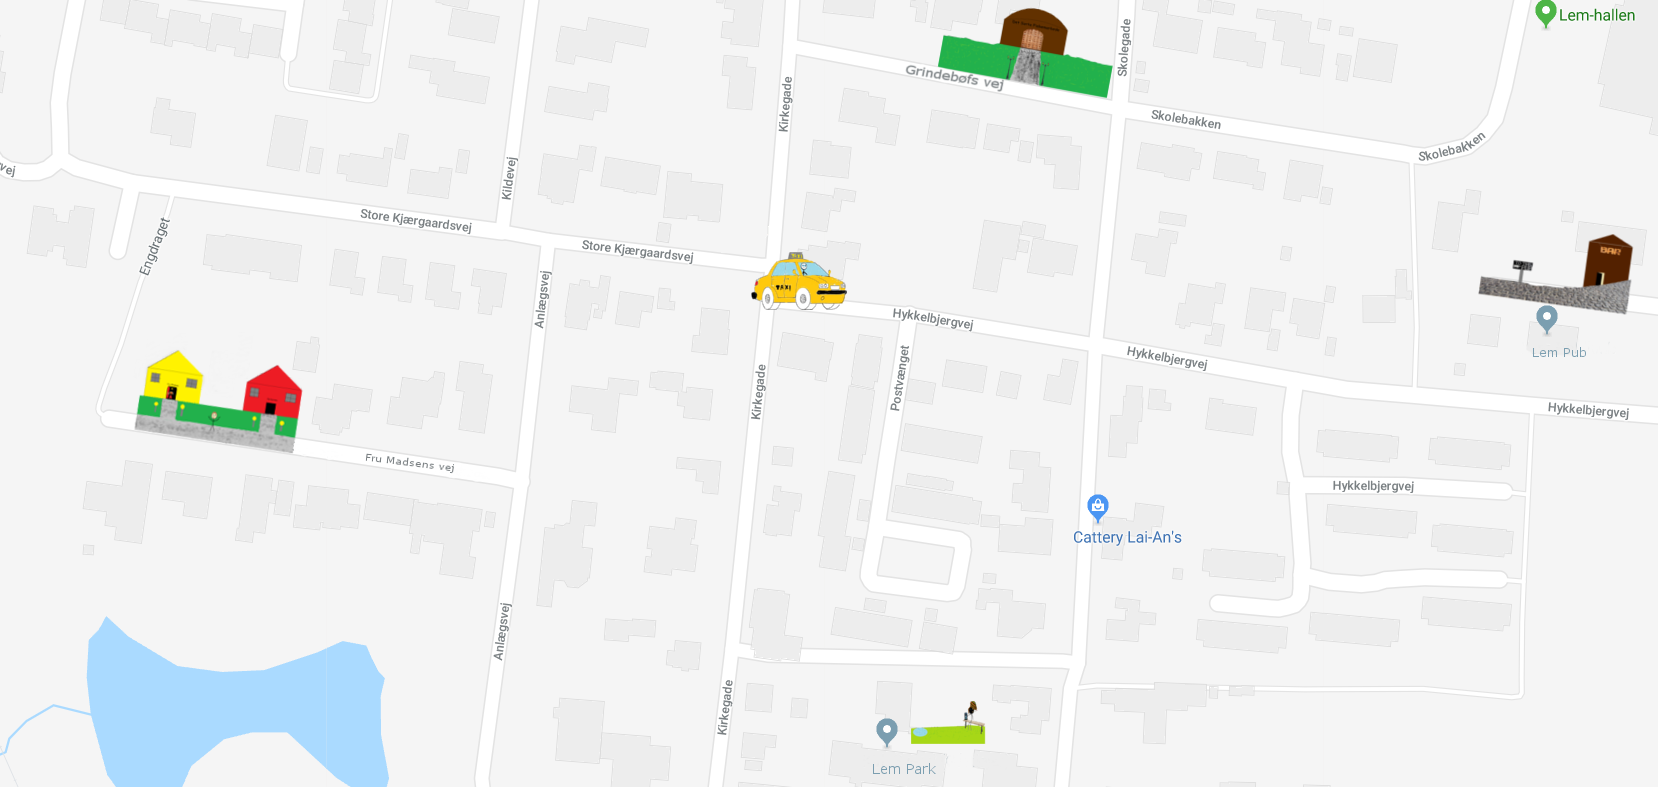 Lem-hallen
Skolegade
Grindebøfs vej
Kirkegade
Skolebakken
Skolebakken
vej
Kildevej
Store Kjærgaardsvej
Engdraget
Store Kjærgaardsvej
BAR
TAXI
Anlægsvej
Hykkelbjergvej
Hykkelbjergvej
Lem Pub
Postvænget
Kirkegade
Hykkelbjergvej
Fru Madsens vej
Hykkelbjergvej
Cattery Lai-An's
Anlægsvej
Kirkegade
Lem Park